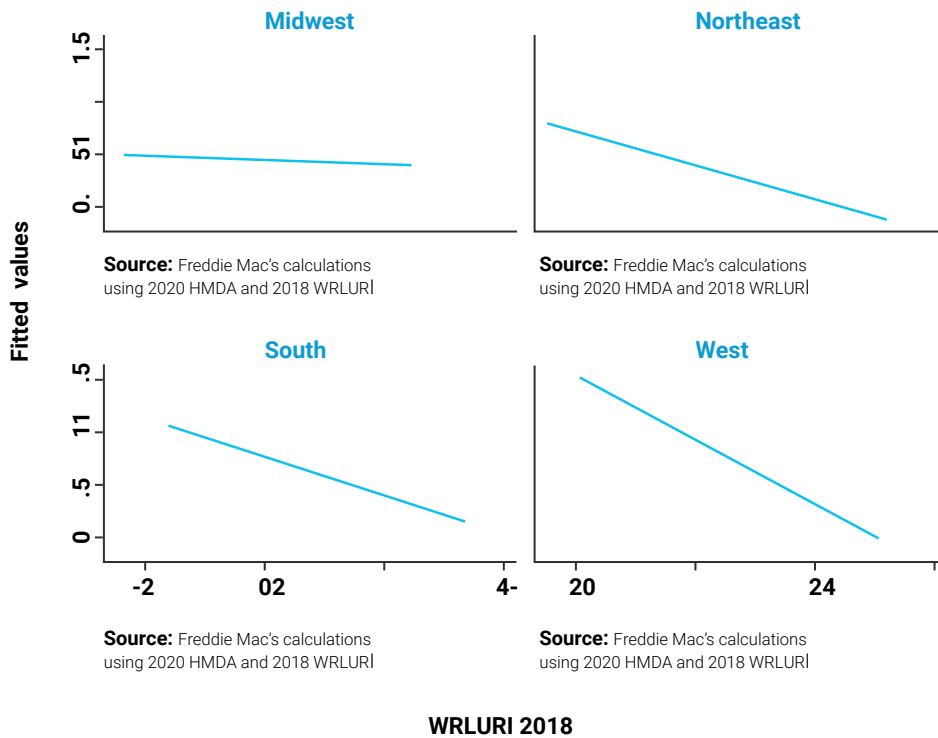 Midwest
Northeast
1.5
51
0.
Source: Freddie Mac's calculations
using 2020 HMDA and 2018 WRLURI
Source: Freddie Mac's calculations
using 2020 HMDA and 2018 WRLURI
Fitted values
South
West
.5
11
.5
0
-2
02
4-
20
24
Source: Freddie Mac's calculations
using 2020 HMDA and 2018 WRLURI
Source: Freddie Mac's calculations
using 2020 HMDA and 2018 WRLURI
WRLURI 2018